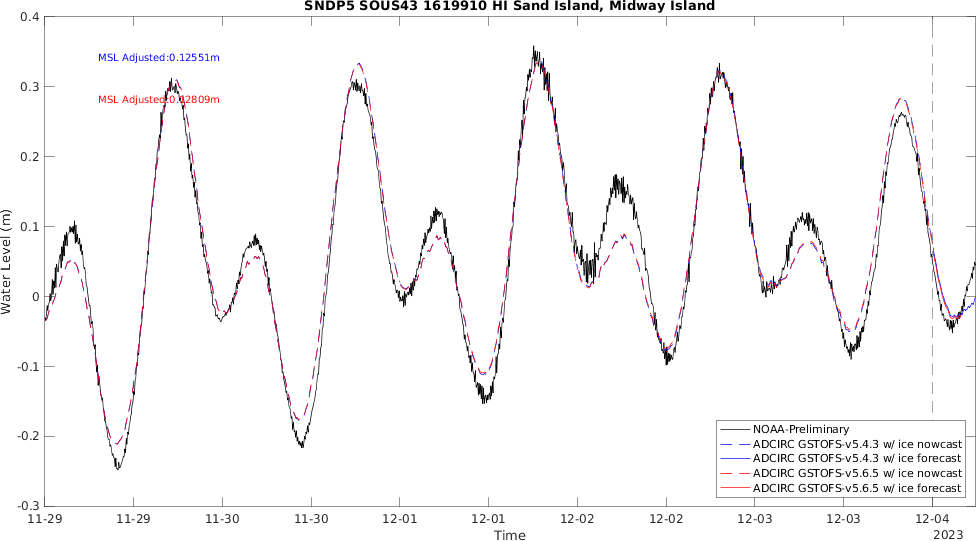 SNDP5 SOUS43 1619910 HI Sand Island, Midway Island
0.4
0.3
0.2
0.1
0
-0.1
-0.2
-0.3
Water Level (m)
MSL Adjusted:0.12551m
MSL Adjusted:0.12809m
NOAA-Preliminary
ADCIRC GSTOFS-v5.4.3 w/ ice nowcast
ADCIRC GSTOFS-v5.4.3 w/ ice forecast
ADCIRC GSTOFS-v5.6.5 w/ ice nowcast
ADCIRC GSTOFS-v5.6.5 w/ ice forecast
11-29 11-29 11-30 11-30 12-01 12-01 12-02 12-02 12-03 12-03 12-04
2023
Time